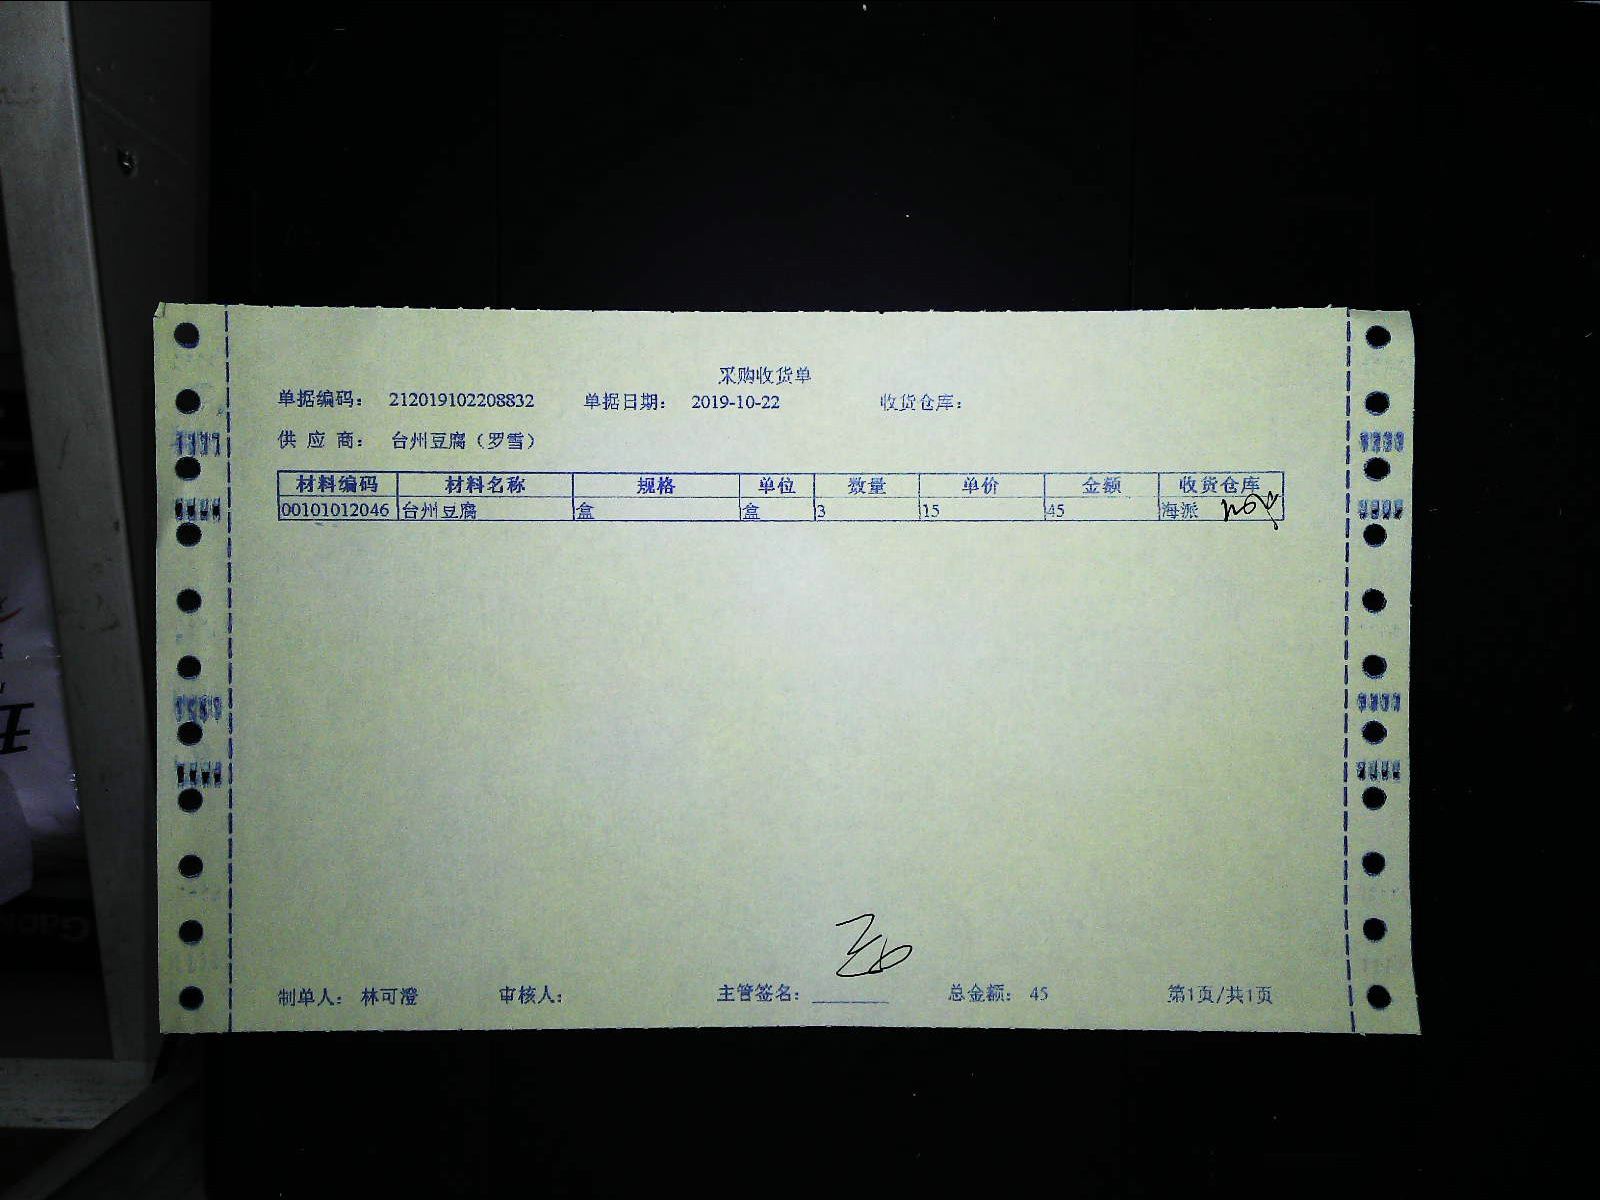 采购收货单
单据编码： 212019102208832 单据日期： 2019-10-22 收货仓库：
供 应 商： 台州豆腐（罗雪）
材料编码 材料名称 规格 单位 数量 单价 金额 收货仓库
00101012046 台州豆腐 盒 盒 3 15 45 海派
制单人： 林可澄 审核人： 主管签名：________ 总金额： 45 第1页/共1页